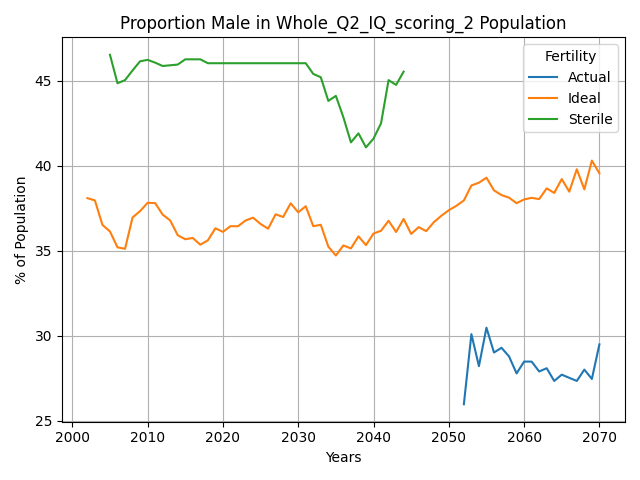 Proportion Male in Whole_Q2_IQ_scoring_2 Population
Fertility
Actual
Ideal
Sterile
% of Population
45
40
35
30
25
2000 2010 2020 2030 2040 2050 2060 2070
Years